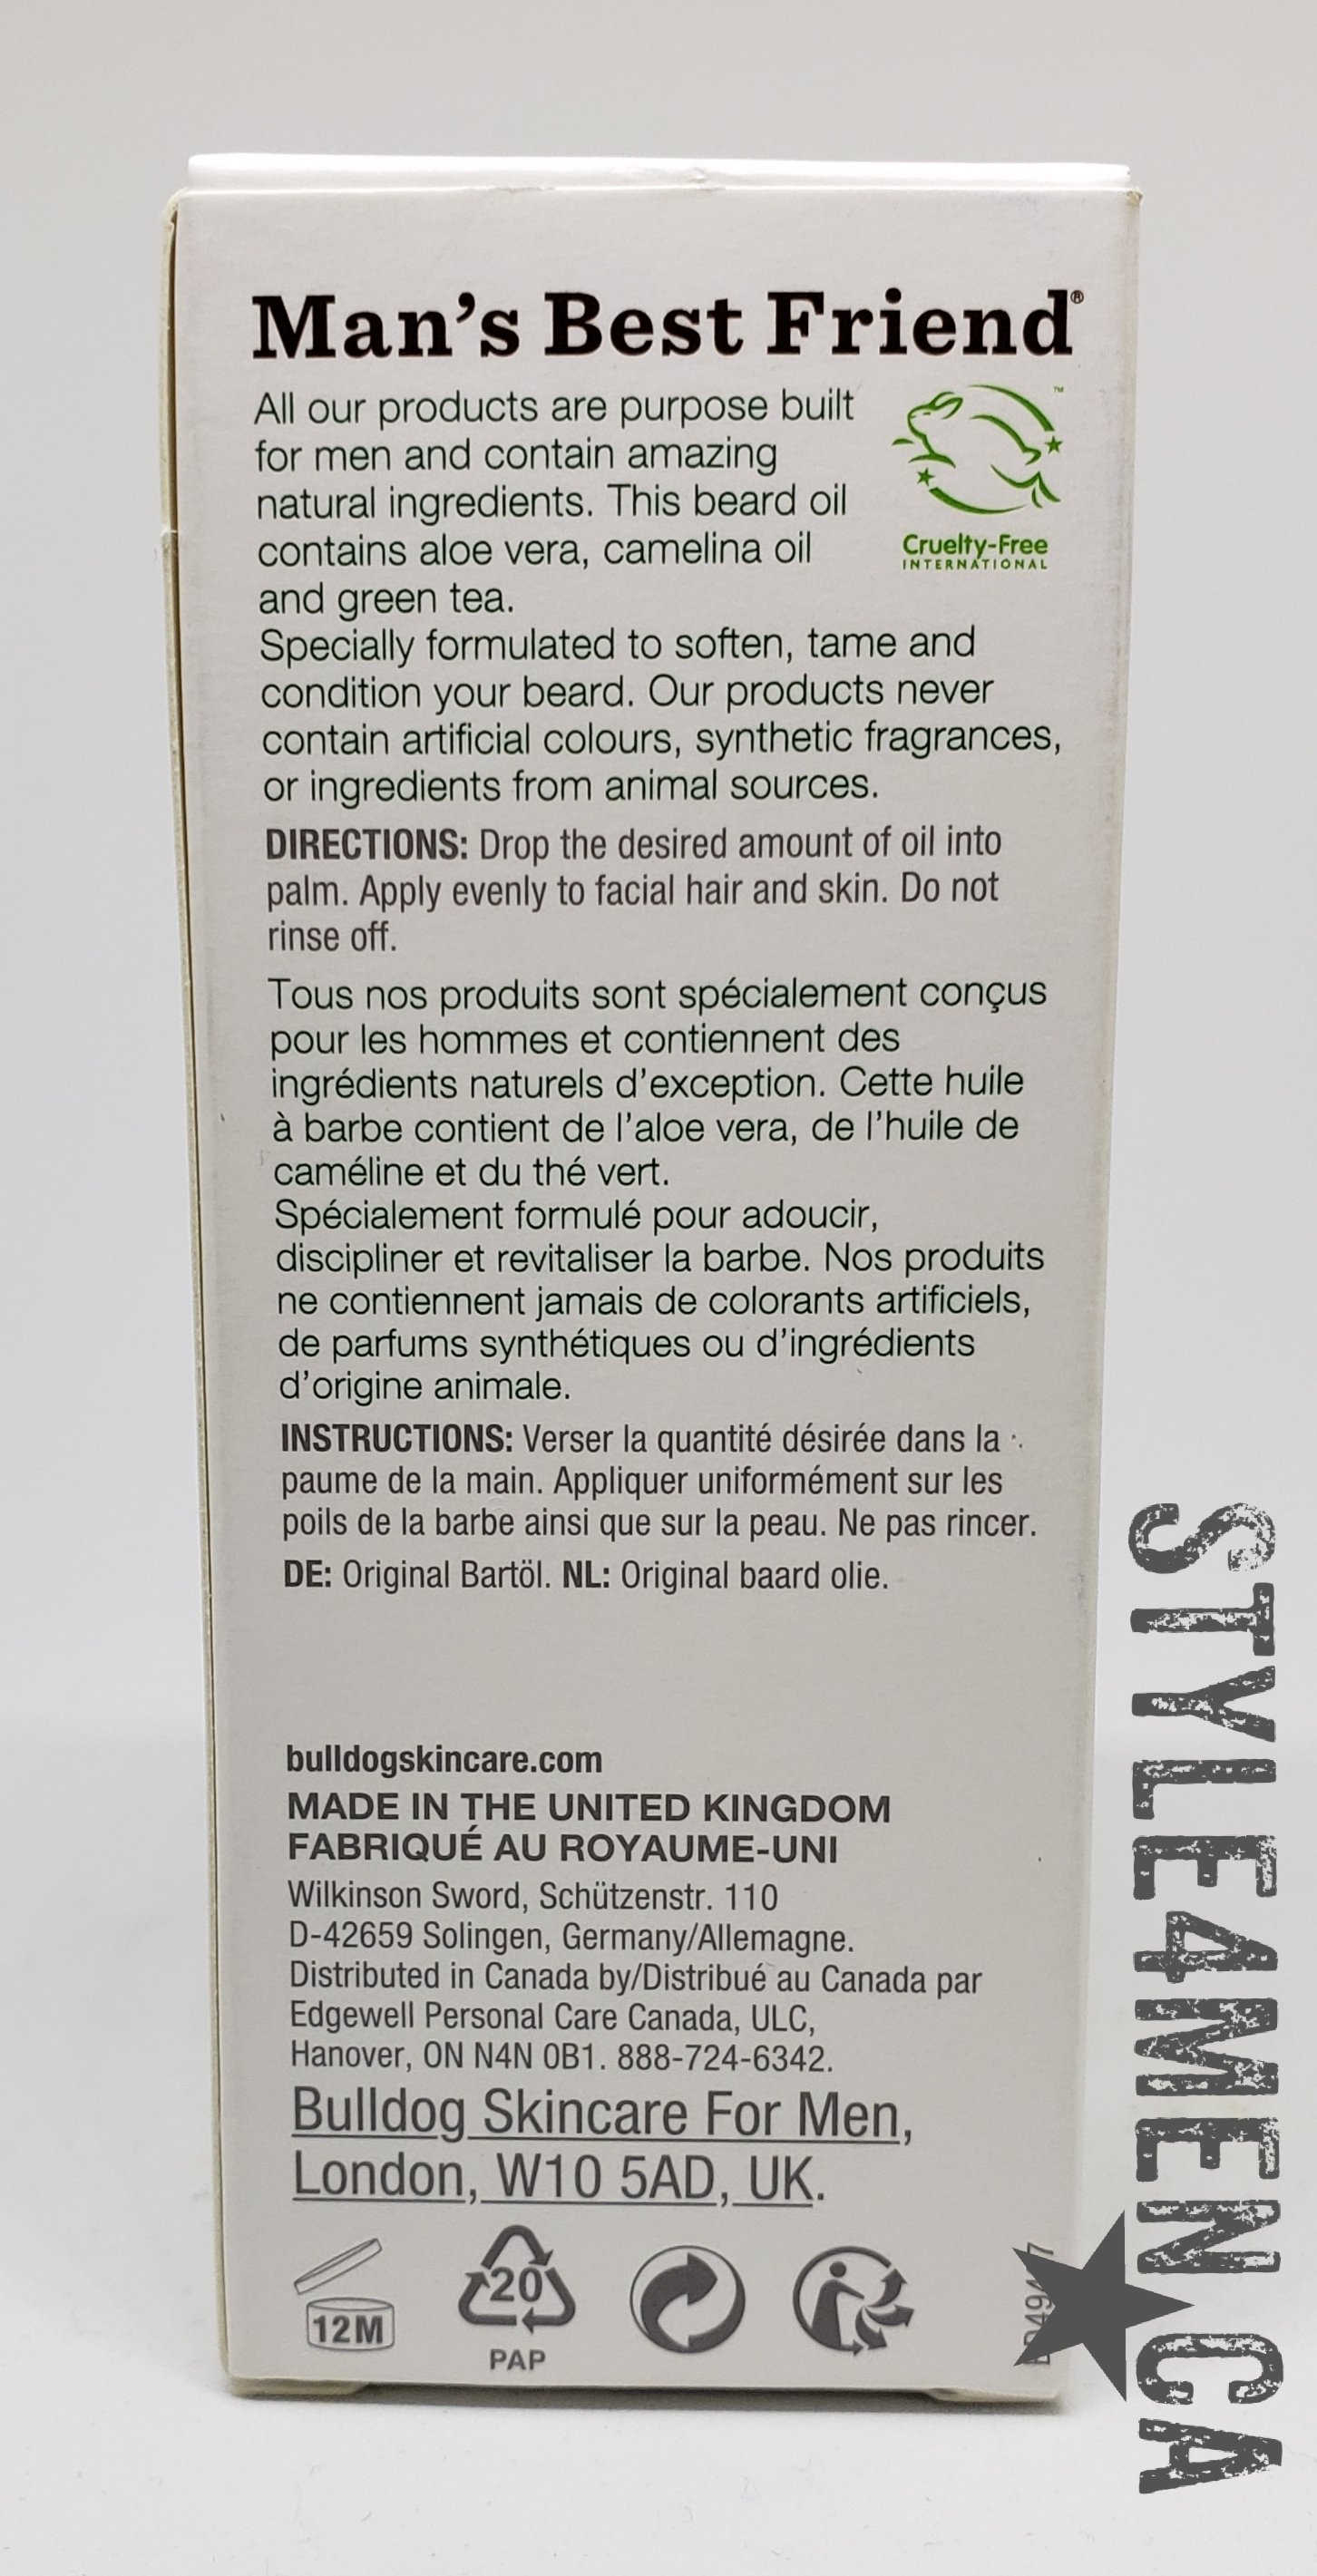 Man's Best Friend®
All our products are purpose built
for men and contain amazing
natural ingredients. This beard oil
contains aloe vera, camelina oil
and green tea.
™
Cruelty-Free
INTERNATIONAL
Specially formulated to soften, tame and
condition your beard. Our products never
contain artificial colours, synthetic fragrances,
or ingredients from animal sources.
DIRECTIONS: Drop the desired amount of oil into
palm. Apply evenly to facial hair and skin. Do not
rinse off.
Tous nos produits sont spécialement conçus
pour les hommes et contiennent des
ingrédients naturels d'exception. Cette huile
à barbe contient de l'aloe vera, de l'huile de
caméline et du thé vert.
Spécialement formulé pour adoucir,
discipliner et revitaliser la barbe. Nos produits
ne contiennent jamais de colorants artificiels,
de parfums synthétiques ou d'ingrédients
d'origine animale.
INSTRUCTIONS: Verser la quantité désirée dans la
paume de la main. Appliquer uniformément sur les
poils de la barbe ainsi que sur la peau. Ne pas rincer.
DE: Original Bartöl. NL: Original baard olie.
bulldogskincare.com
MADE IN THE UNITED KINGDOM
FABRIQUÉ AU ROYAUME-UNI
Wilkinson Sword, Schützenstr. 110
D-42659 Solingen, Germany/Allemagne.
Distributed in Canada by/Distribué au Canada par
Edgewell Personal Care Canada, ULC,
Hanover, ON N4N 0B1. 888-724-6342.
Bulldog Skincare For Men,
London, W10 5AD, UK.
12M
20
PAP
STYLE4MEN.CA